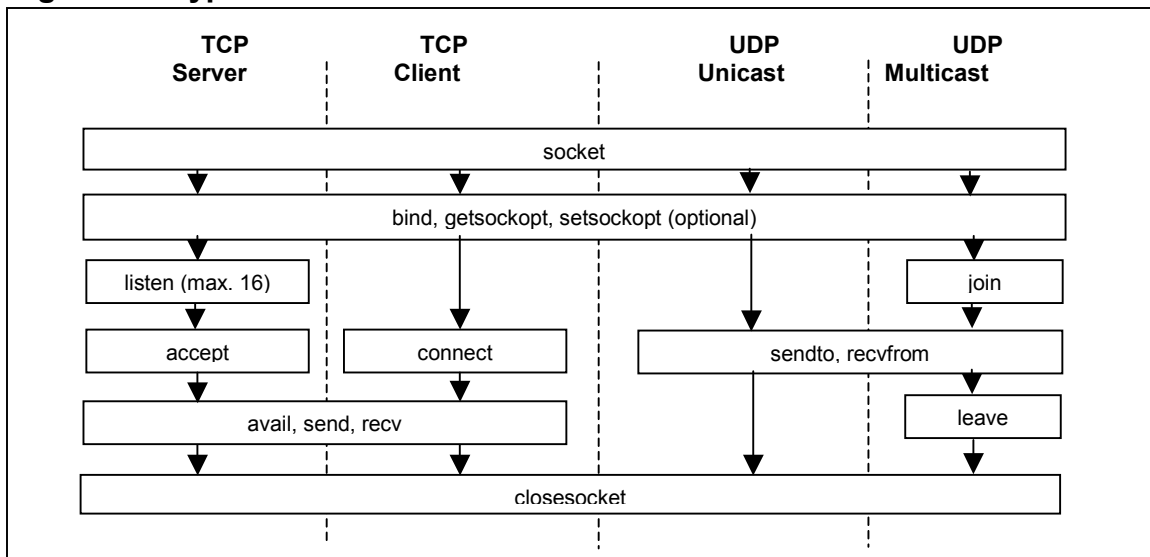 TCP Server
TCP Client
UDP Unicast
UDP Multicast
socket
bind, getsockopt, setsockopt (optional)
listen (max. 16)
join
accept
connect
sendto, recvfrom
avail, send, recv
leave
closesocket